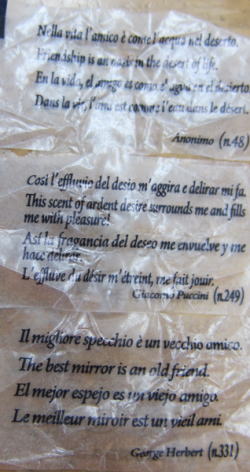 Nella vita l'amico è come l'acqua nel deserto.
Friendship is an oasis in the desert of life.
En la vida, el amigo es como el agua en el desierto.
Dans la vie, l'ami est comme l'eau dans le désert.
Anonimo (n.48)
Così l'effluvio del desio m'aggira e delirar mi fa.
This scent of ardent desire surrounds me and fills
me with pleasure!
Así la fragancia del deseo me envuelve y me
hace delirar.
L'effluve du désir m'étreint, me fait jouir.
Giacomo Puccini (n.249)
Il migliore specchio è un vecchio amico.
The best mirror is an old friend.
El mejor espejo es un viejo amigo.
Le meilleur miroir est un vieil ami.
George Herbert (n.331)